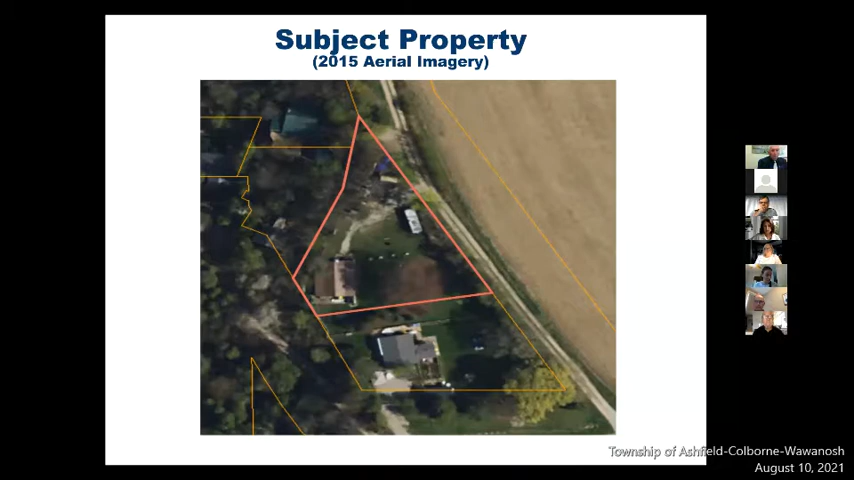 Subject Property
(2015 Aerial Imagery)
Township of Ashfield-Colborne-Wawanosh
August 10, 2021